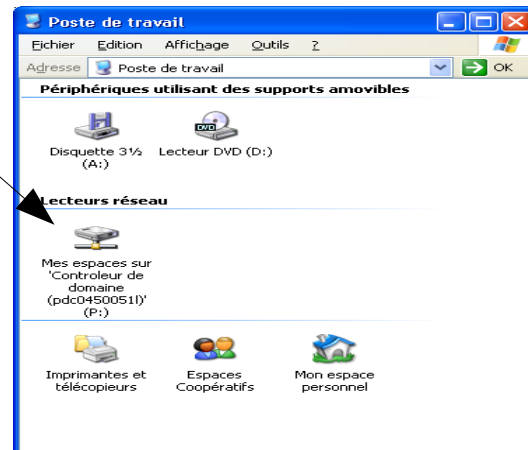 Poste de travail
Fichier Edition Affichage Outils ?
Adresse Poste de travail OK
Périphériques utilisant des supports amovibles
DVD
Disquette 3½ (A:)
Lecteur DVD (D:)
Lecteurs réseau
Mes espaces sur
'Controleur de
domaine
(pdc0450051l)'
(P:)
Imprimantes et
télécopieurs
Espaces
Coopératifs
Mon espace
personnel